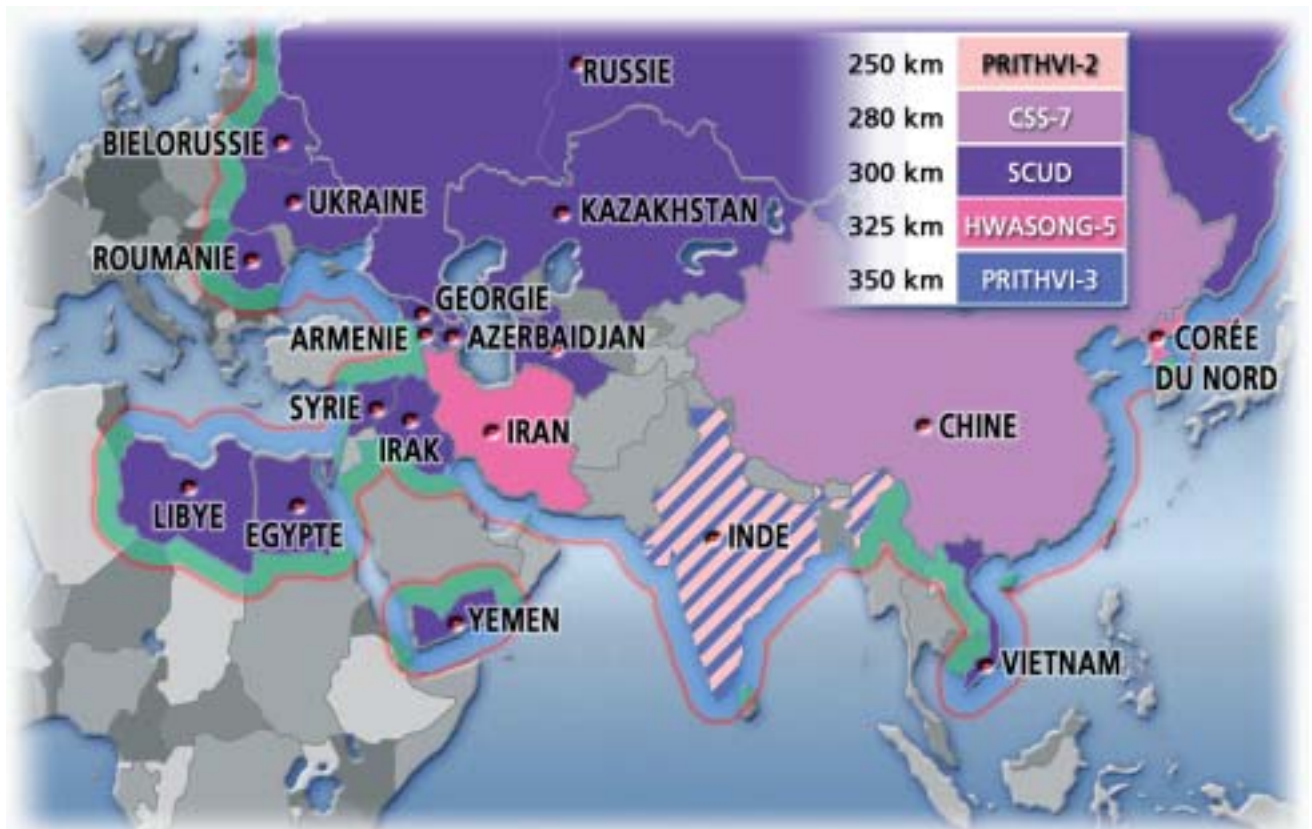 RUSSIE
250 km PRITHVI-2
280 km CSS-7
300 km SCUD
325 km HWASONG-5
350 km PRITHVI-3
BIELORUSSIE
UKRAINE
KAZAKHSTAN
ROUMANIE
GEORGIE
ARMENIE
AZERBAIDJAN
CORÉE
DU NORD
SYRIE
IRAK
IRAN
CHINE
LIBYE
EGYPTE
INDE
YEMEN
VIETNAM